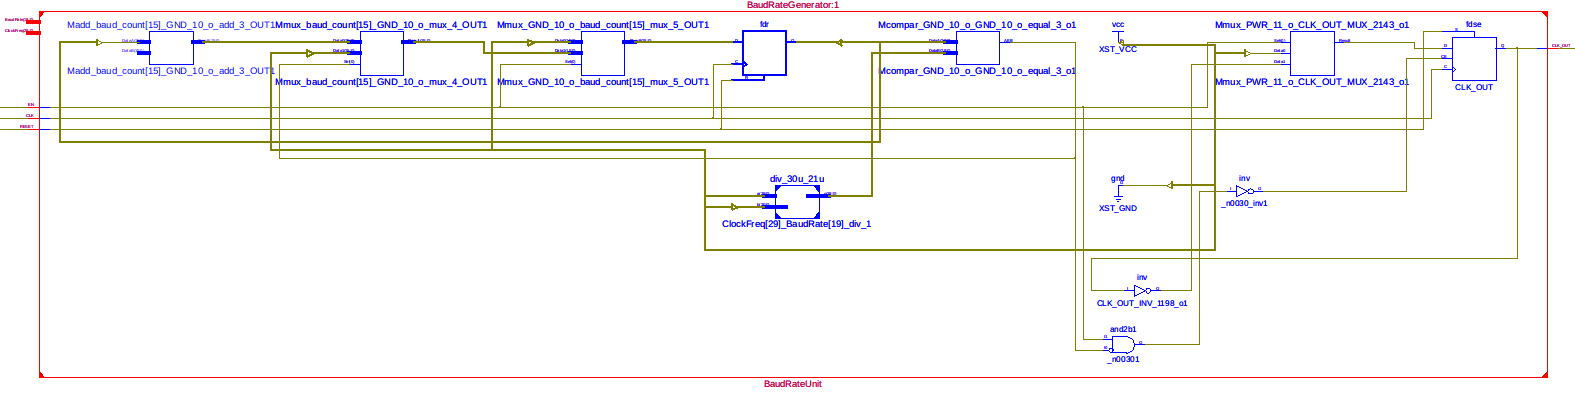 BaudRateGenerator:1
Madd_baud_count[15]_GND_10_o_add_3_OUT1
Mmux_baud_count[15]_GND_10_o_mux_4_OUT1
Mmux_GND_10_o_baud_count[15]_mux_5_OUT1
fdr
Mcompar_GND_10_o_GND_10_o_equal_3_o1
vcc
XST_VCC
Mmux_PWR_11_o_CLK_OUT_MUX_2143_o1
fdse
CLK_OUT
Madd_baud_count[15]_GND_10_o_add_3_OUT1
Mmux_baud_count[15]_GND_10_o_mux_4_OUT1
Mmux_GND_10_o_baud_count[15]_mux_5_OUT1
Mcompar_GND_10_o_GND_10_o_equal_3_o1
Mmux_PWR_11_o_CLK_OUT_MUX_2143_o1
CLK_OUT
EN
CLK
RESET
div_30u_21u
ClockFreq[29]_BaudRate[19]_div_1
gnd
XST_GND
inv
_n0030_inv1
inv
CLK_OUT_INV_1198_o1
and2b1
_n00301
BaudRateUnit